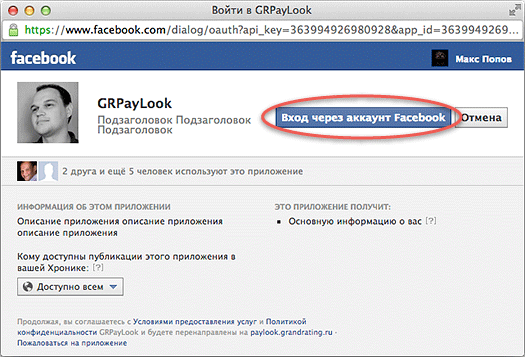 Войти в GRPayLook
https://www.facebook.com/dialog/oauth?api_key=363994926980928&app_id=3639949269...
facebook
Макс Попов
GRPayLook
Подзаголовок Подзаголовок
Подзаголовок
Вход через аккаунт Facebook
Отмена
2 друга и ещё 5 человек используют это приложение
ИНФОРМАЦИЯ ОБ ЭТОМ ПРИЛОЖЕНИИ
Описание приложения описание приложения
описание приложения
Кому доступны публикации этого приложения в
вашей Хронике: [?]
Доступно всем
ЭТО ПРИЛОЖЕНИЕ ПОЛУЧИТ:
Основную информацию о вас [?]
Продолжая, вы соглашаетесь с Условиями предоставления услуг и Политикой
конфиденциальности GRPayLook и будете перенаправлены на paylook.grandrating.ru ·
Пожаловаться на приложение